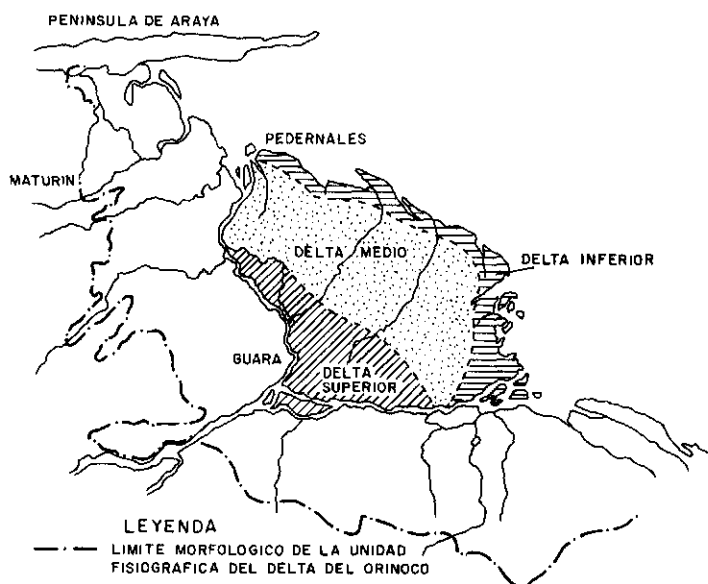 PENINSULA DE ARAYA
PEDERNALES
MATURIN
DELTA MEDIO
DELTA INFERIOR
GUARA
DELTA
SUPERIOR
LEYENDA
LIMITE MORFOLOGICO DE LA UNIDAD
FISIOGRAFICA DEL DELTA DEL ORINOCO